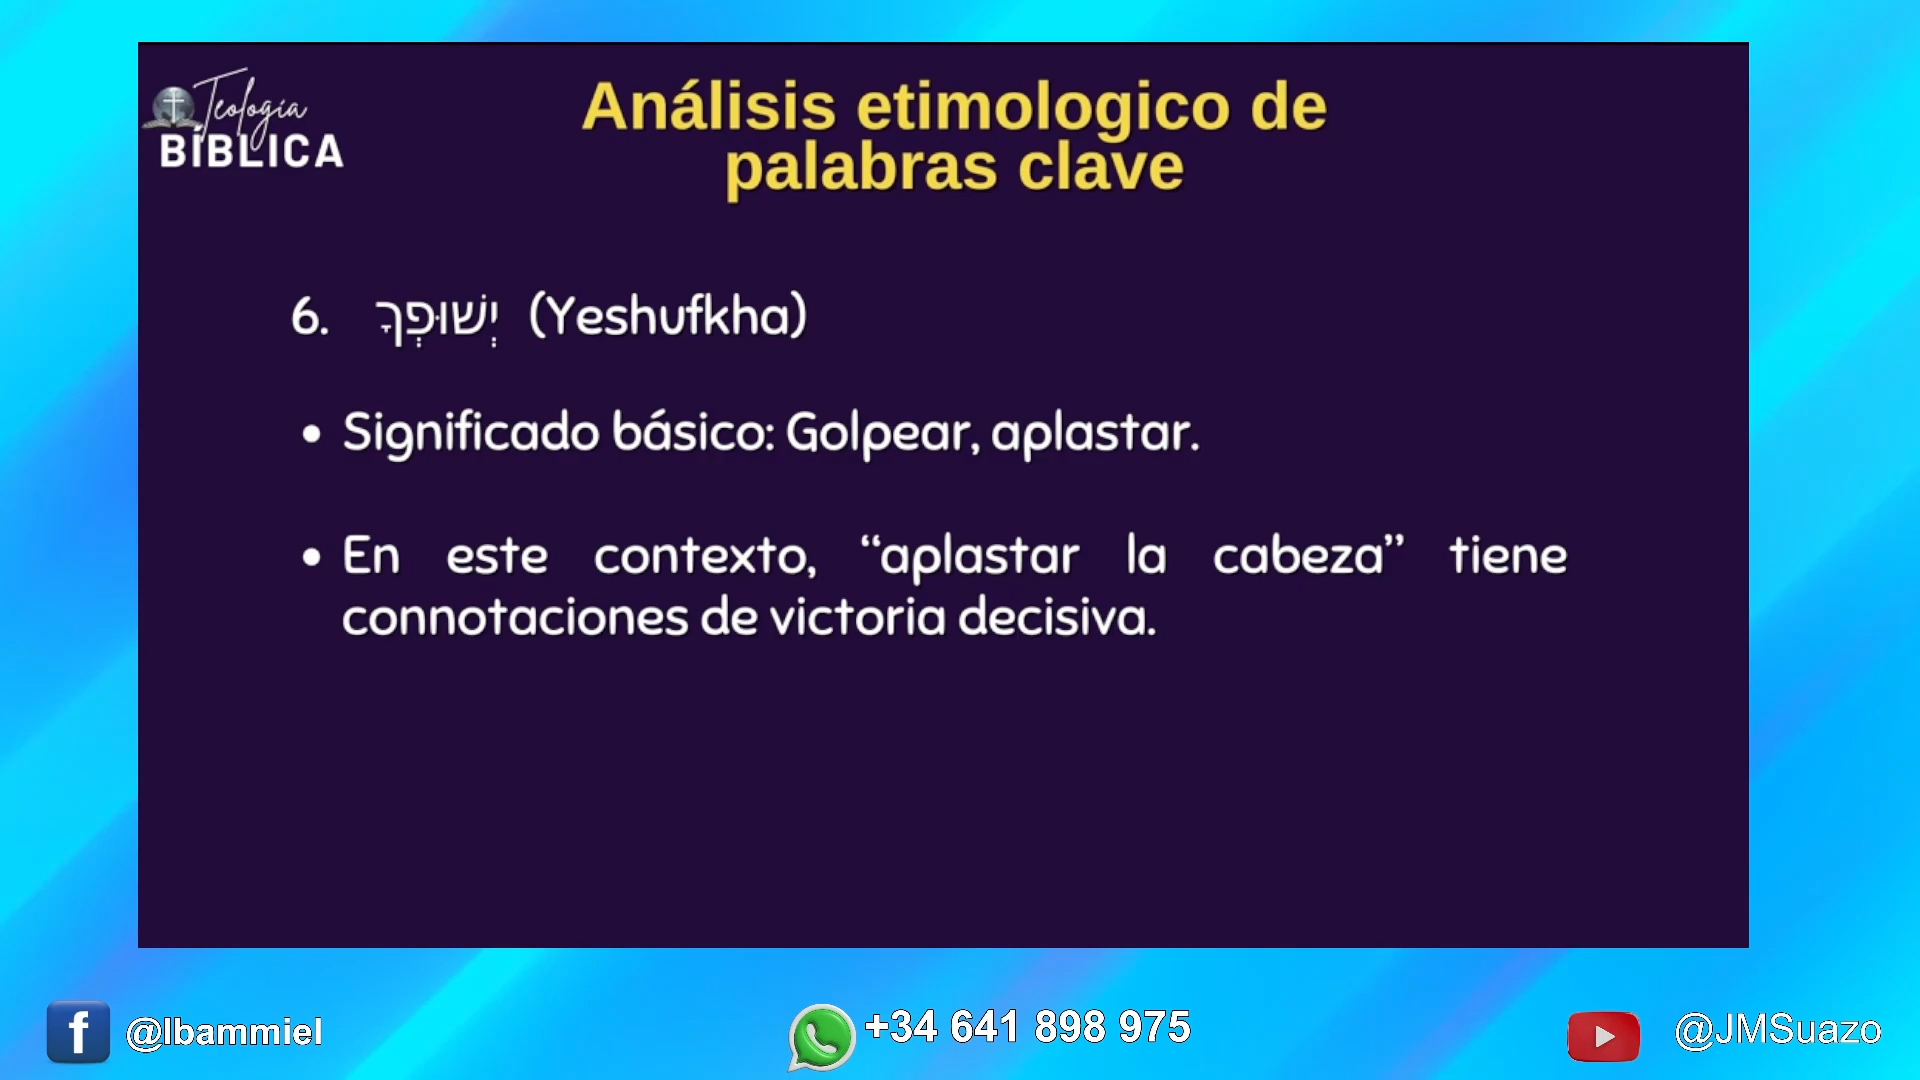 Teología
BÍBLICA
Análisis etimologico de
palabras clave
6. יְשׁוּפְךָ (Yeshufkha)
• Significado básico: Golpear, aplastar.
• En este contexto, “aplastar la cabeza” tiene
connotaciones de victoria decisiva.
f @lbammiel
+34 641 898 975
@JMSuazo